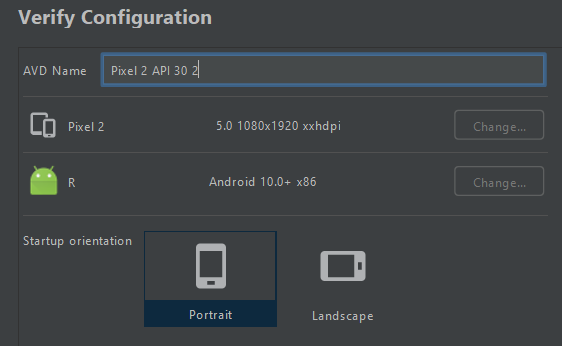 Verify Configuration
AVD Name Pixel 2 API 30 2
Pixel 2 5.0 1080x1920 xxhdpi Change...
R Android 10.0+ x86 Change...
Startup orientation
Portrait Landscape